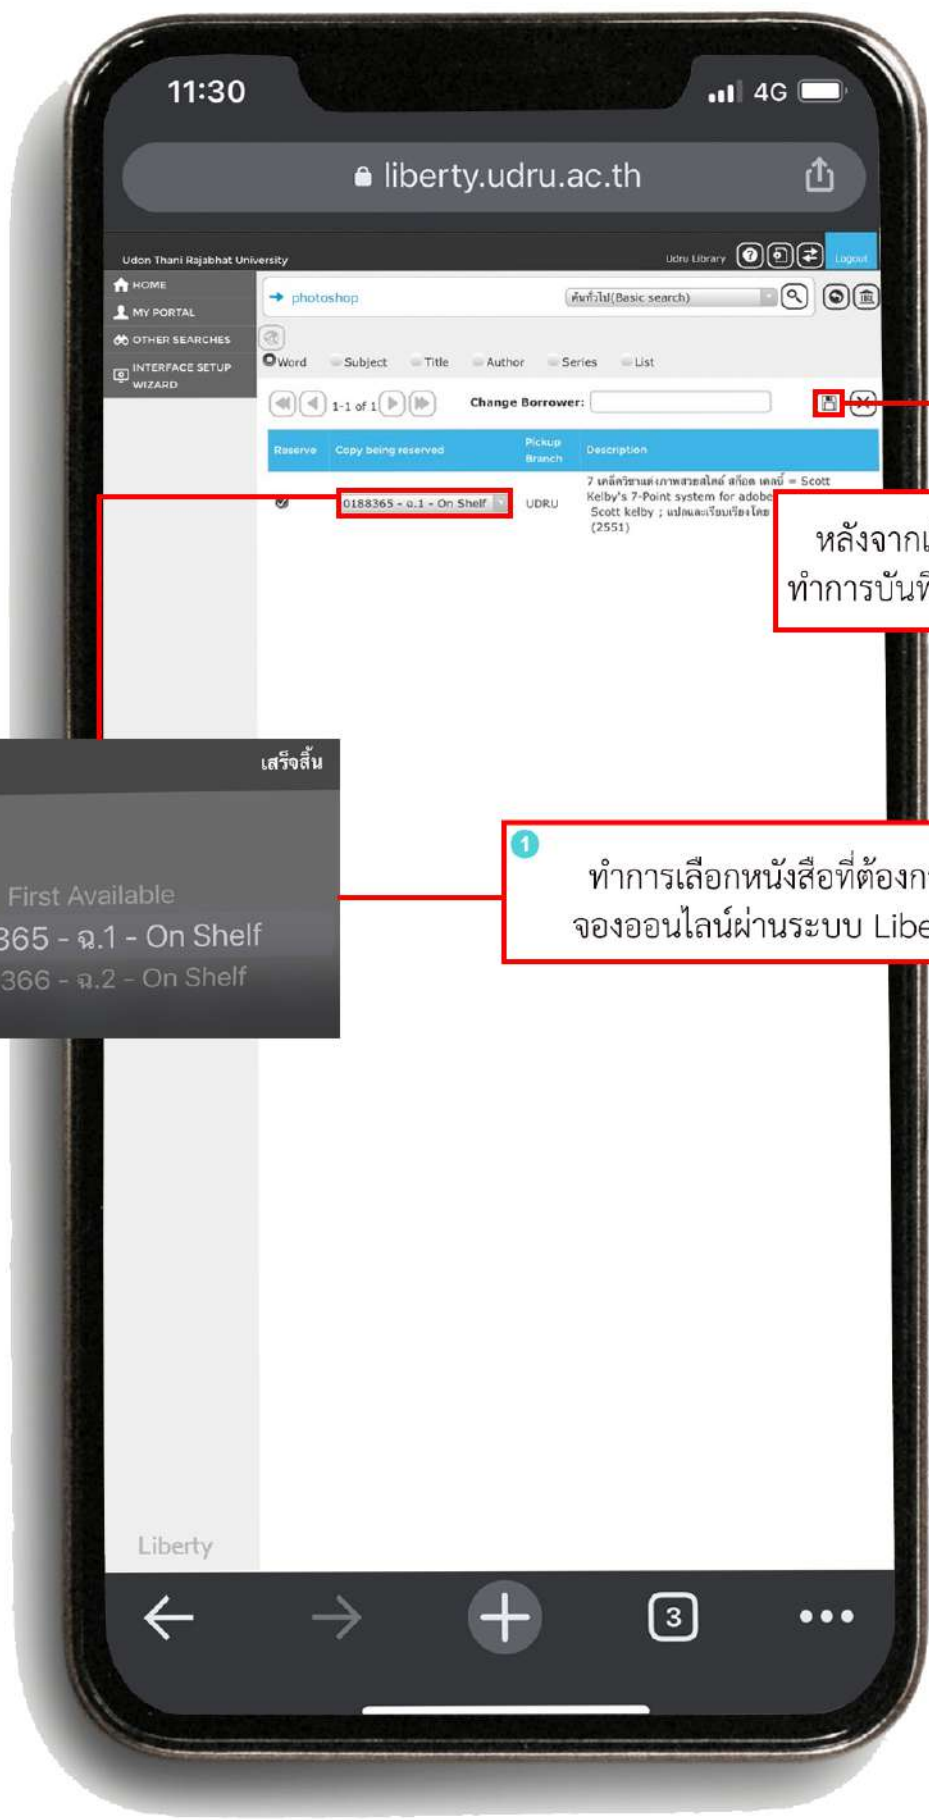 11:30
4G
liberty.udru.ac.th
Udon Thani Rajabhat University
Udru Library
Logout
HOME
MY PORTAL
OTHER SEARCHES
INTERFACE SETUP
WIZARD
photoshop
ค้นทั่วไป(Basic search)
Word Subject Title Author Series List
1-1 of 1
Change Borrower:
Reserve Copy being reserved Pickup Branch Description
0188365 - ฉ.1 - On Shelf
UDRU
7 เคล็ดวิชาแต่งภาพสวยสไตล์ สก๊อต เคลบี้ = Scott
Kelby's 7-Point system for adobe
Scott kelby ; แปลและเรียบเรียงโดย
(2551)
หลังจาก
ทำการบันทึ
เสร็จสิ้น
First Available
365 - ฉ.1 - On Shelf
366 - ฉ.2 - On Shelf
1
ทำการเลือกหนังสือที่ต้องก
จองออนไลน์ผ่านระบบ Libe
Liberty
3